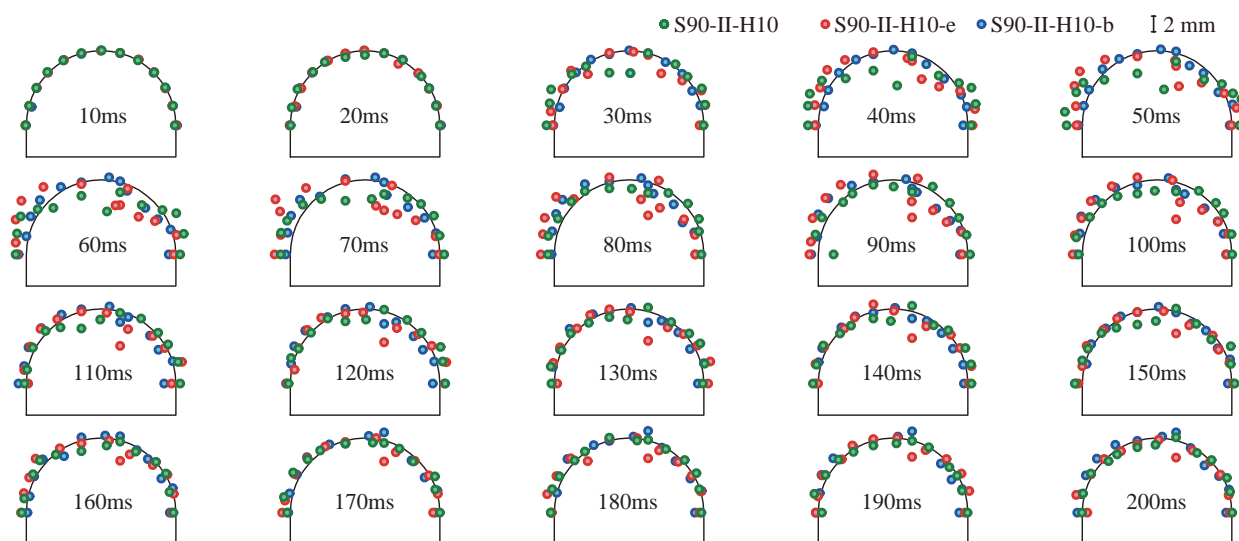 S90-II-H10 S90-II-H10-e S90-II-H10-b 2 mm
10ms 20ms 30ms 40ms 50ms
60ms 70ms 80ms 90ms 100ms
110ms 120ms 130ms 140ms 150ms
160ms 170ms 180ms 190ms 200ms